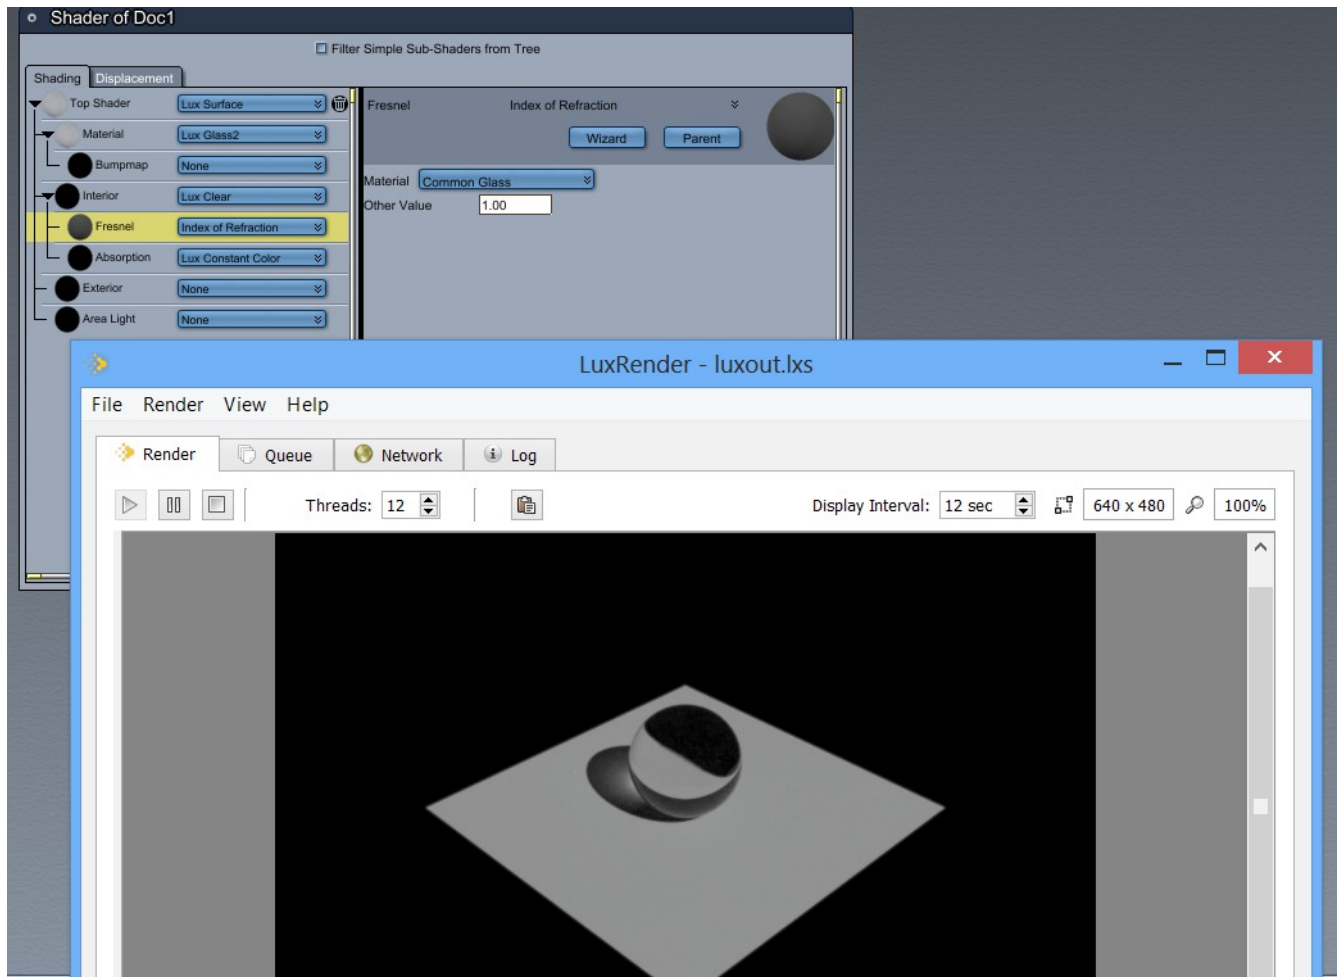 Shader of Doc1
Filter Simple Sub-Shaders from Tree
Shading Displacement
Top Shader Lux Surface
Material Lux Glass2
Bumpmap None
Interior Lux Clear
Fresnel Index of Refraction
Absorption Lux Constant Color
Exterior None
Area Light None
Fresnel Index of Refraction
Wizard Parent
Material Common Glass
Other Value 1.00
LuxRender - luxout.lxs
File Render View Help
Render Queue Network Log
Threads: 12 Display Interval: 12 sec 640 x 480 100%